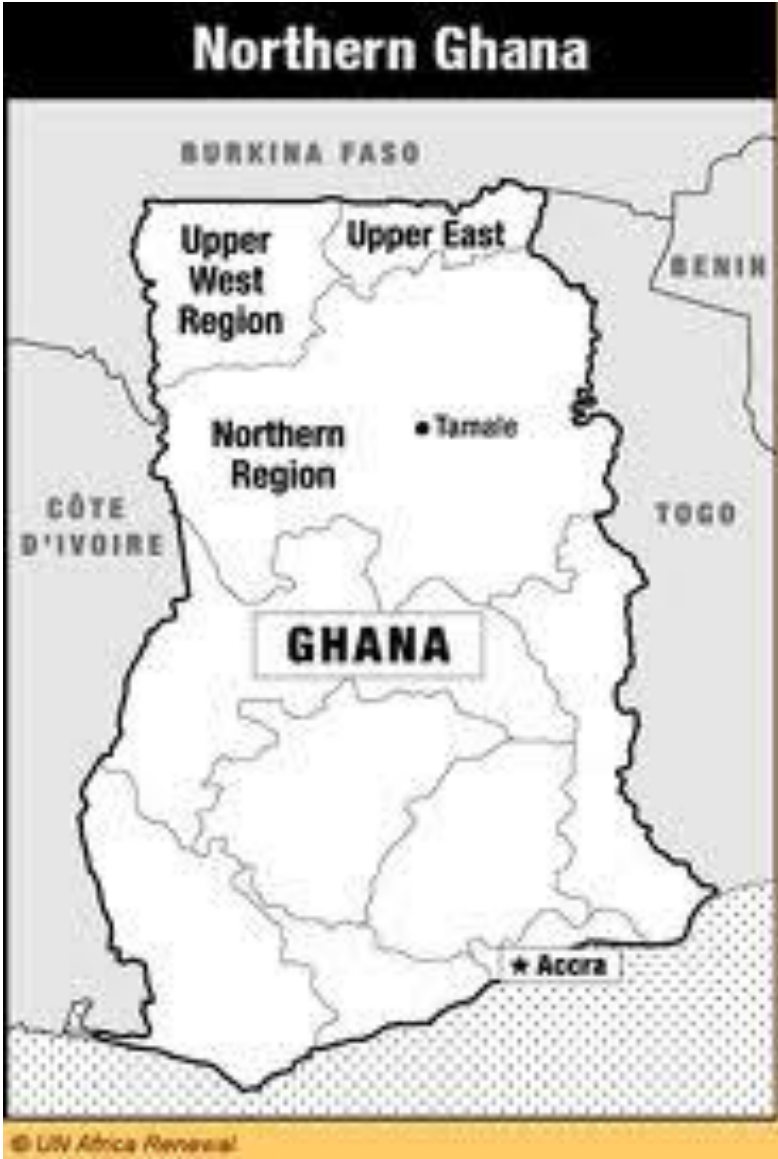 Northern Ghana
BURKINA FASO
Upper
West
Region
Upper East
BENIN
Northern
Region
Tamale
CÔTE
D'IVOIRE
TOGO
GHANA
★ Accra
© UN Africa Renewal